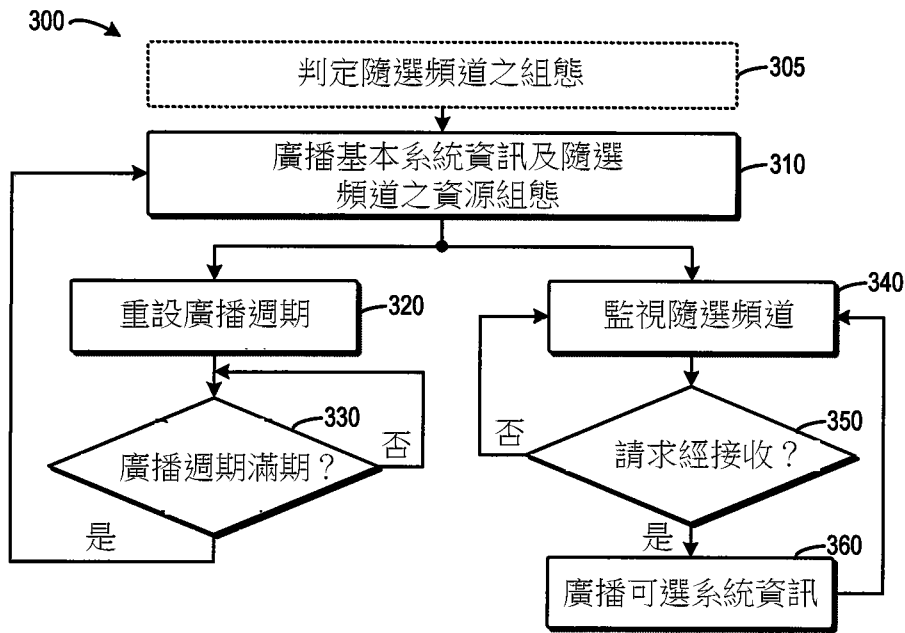 300
判定隨選頻道之組態
305
廣播基本系統資訊及隨選
頻道之資源組態
310
重設廣播週期
320
監視隨選頻道
340
330
廣播週期滿期？
否
是
350
請求經接收？
否
是
360
廣播可選系統資訊